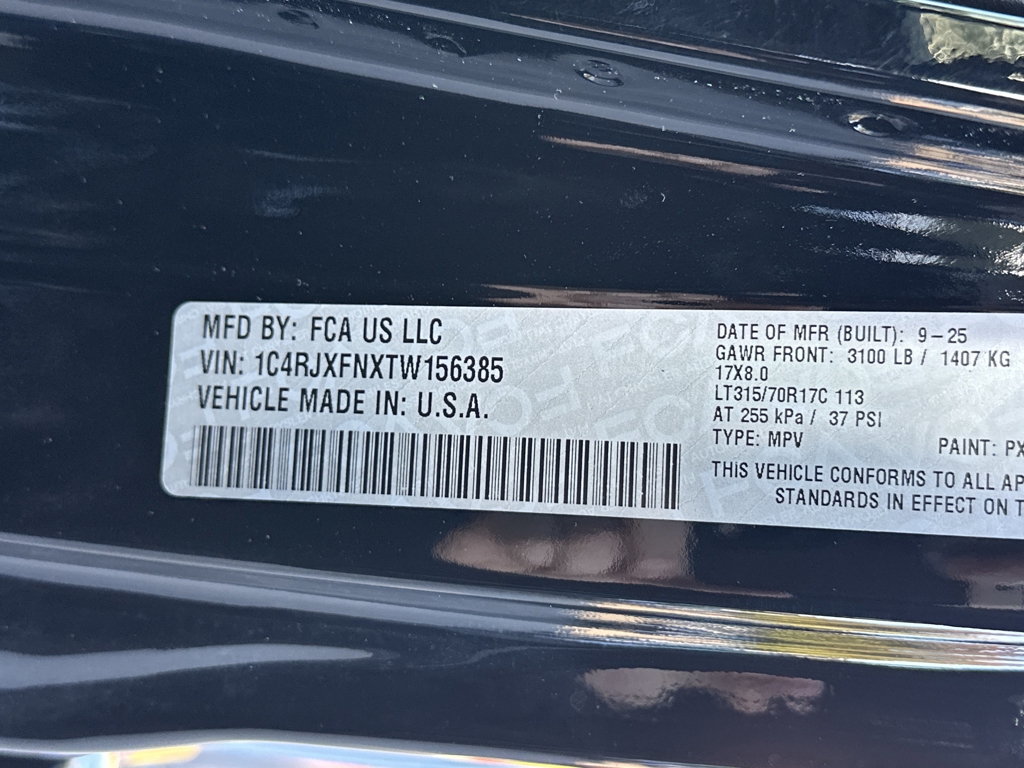 MFD BY: FCA US LLC
VIN: 1C4RJXFNXTW156385
VEHICLE MADE IN: U.S.A.
DATE OF MFR (BUILT): 9-25
GAWR FRONT: 3100 LB / 1407 KG
17X8.0
LT315/70R17C 113
AT 255 kPa / 37 PSI
TYPE: MPV
PAINT: PX
THIS VEHICLE CONFORMS TO ALL AP
STANDARDS IN EFFECT ON T